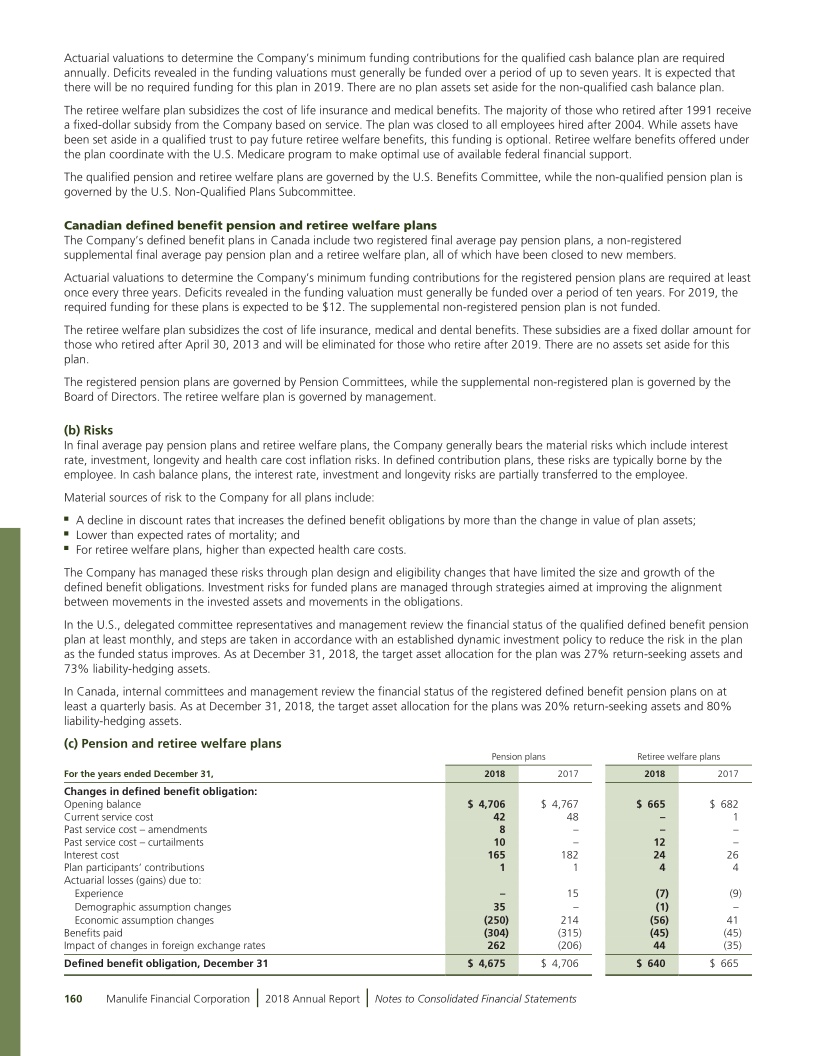 Actuarial valuations to determine the Company's minimum funding contributions for the qualified cash balance plan are required
annually. Deficits revealed in the funding valuations must generally be funded over a period of up to seven years. It is expected that
there will be no required funding for this plan in 2019. There are no plan assets set aside for the non-qualified cash balance plan.
The retiree welfare plan subsidizes the cost of life insurance and medical benefits. The majority of those who retired after 1991 receive
a fixed-dollar subsidy from the Company based on service. The plan was closed to all employees hired after 2004. While assets have
been set aside in a qualified trust to pay future retiree welfare benefits, this funding is optional. Retiree welfare benefits offered under
the plan coordinate with the U.S. Medicare program to make optimal use of available federal financial support.
The qualified pension and retiree welfare plans are governed by the U.S. Benefits Committee, while the non-qualified pension plan is
governed by the U.S. Non-Qualified Plans Subcommittee.
Canadian defined benefit pension and retiree welfare plans
The Company's defined benefit plans in Canada include two registered final average pay pension plans, a non-registered
supplemental final average pay pension plan and a retiree welfare plan, all of which have been closed to new members.
Actuarial valuations to determine the Company's minimum funding contributions for the registered pension plans are required at least
once every three years. Deficits revealed in the funding valuation must generally be funded over a period of ten years. For 2019, the
required funding for these plans is expected to be $12. The supplemental non-registered pension plan is not funded.
The retiree welfare plan subsidizes the cost of life insurance, medical and dental benefits. These subsidies are a fixed dollar amount for
those who retired after April 30, 2013 and will be eliminated for those who retire after 2019. There are no assets set aside for this
plan.
The registered pension plans are governed by Pension Committees, while the supplemental non-registered plan is governed by the
Board of Directors. The retiree welfare plan is governed by management.
(b) Risks
In final average pay pension plans and retiree welfare plans, the Company generally bears the material risks which include interest
rate, investment, longevity and health care cost inflation risks. In defined contribution plans, these risks are typically borne by the
employee. In cash balance plans, the interest rate, investment and longevity risks are partially transferred to the employee.
Material sources of risk to the Company for all plans include:
▪ A decline in discount rates that increases the defined benefit obligations by more than the change in value of plan assets;
▪ Lower than expected rates of mortality; and
▪ For retiree welfare plans, higher than expected health care costs.
The Company has managed these risks through plan design and eligibility changes that have limited the size and growth of the
defined benefit obligations. Investment risks for funded plans are managed through strategies aimed at improving the alignment
between movements in the invested assets and movements in the obligations.
In the U.S., delegated committee representatives and management review the financial status of the qualified defined benefit pension
plan at least monthly, and steps are taken in accordance with an established dynamic investment policy to reduce the risk in the plan
as the funded status improves. As at December 31, 2018, the target asset allocation for the plan was 27% return-seeking assets and
73% liability-hedging assets.
In Canada, internal committees and management review the financial status of the registered defined benefit pension plans on at
least a quarterly basis. As at December 31, 2018, the target asset allocation for the plans was 20% return-seeking assets and 80%
liability-hedging assets.
(c) Pension and retiree welfare plans
Pension plans Retiree welfare plans
For the years ended December 31, 2018 2017 2018 2017
Changes in defined benefit obligation:
Opening balance $ 4,706 $ 4,767 $ 665 $ 682
Current service cost 42 48 – 1
Past service cost – amendments 8 – – –
Past service cost – curtailments 10 – 12 –
Interest cost 165 182 24 26
Plan participants' contributions 1 1 4 4
Actuarial losses (gains) due to:
Experience – 15 (7) (9)
Demographic assumption changes 35 – (1) –
Economic assumption changes (250) 214 (56) 41
Benefits paid (304) (315) (45) (45)
Impact of changes in foreign exchange rates 262 (206) 44 (35)
Defined benefit obligation, December 31 $ 4,675 $ 4,706 $ 640 $ 665
160 Manulife Financial Corporation | 2018 Annual Report | Notes to Consolidated Financial Statements